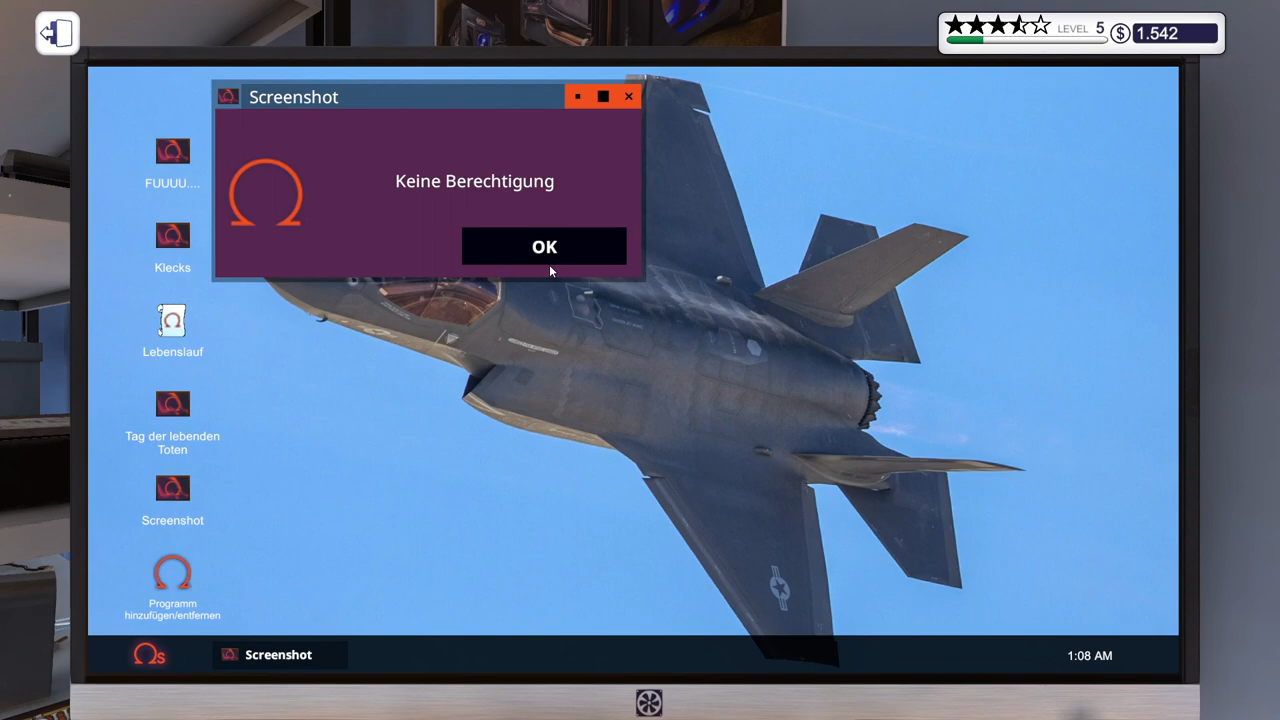 LEVEL 5
$ 1.542
Screenshot
Keine Berechtigung
OK
FUUUU....
Klecks
Lebenslauf
Tag der lebenden
Toten
Screenshot
Programm
hinzufügen/entfernen
Ωs
Screenshot
1:08 AM